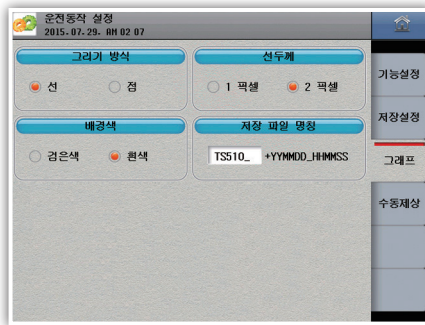 운전동작 설정
2015.07.29. AM 02 07
그리기 방식
선두께
기능설정
선
점
1 픽셀
2 픽셀
저장설정
배경색
저장 파일 명칭
그래프
검은색
흰색
TS510_ +YYMMDD_HHMMSS
수동제상